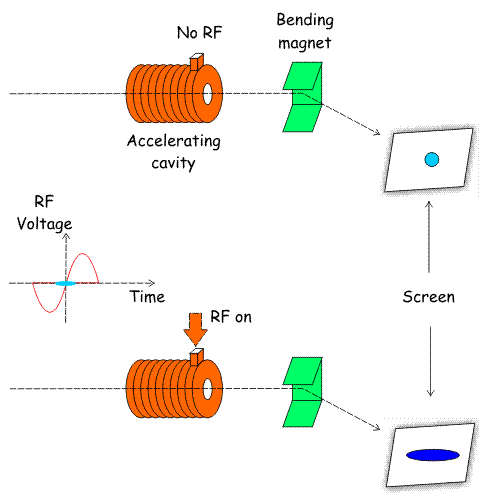 No RF
Bending
magnet
Accelerating
cavity
RF
Voltage
Time
RF on
Screen